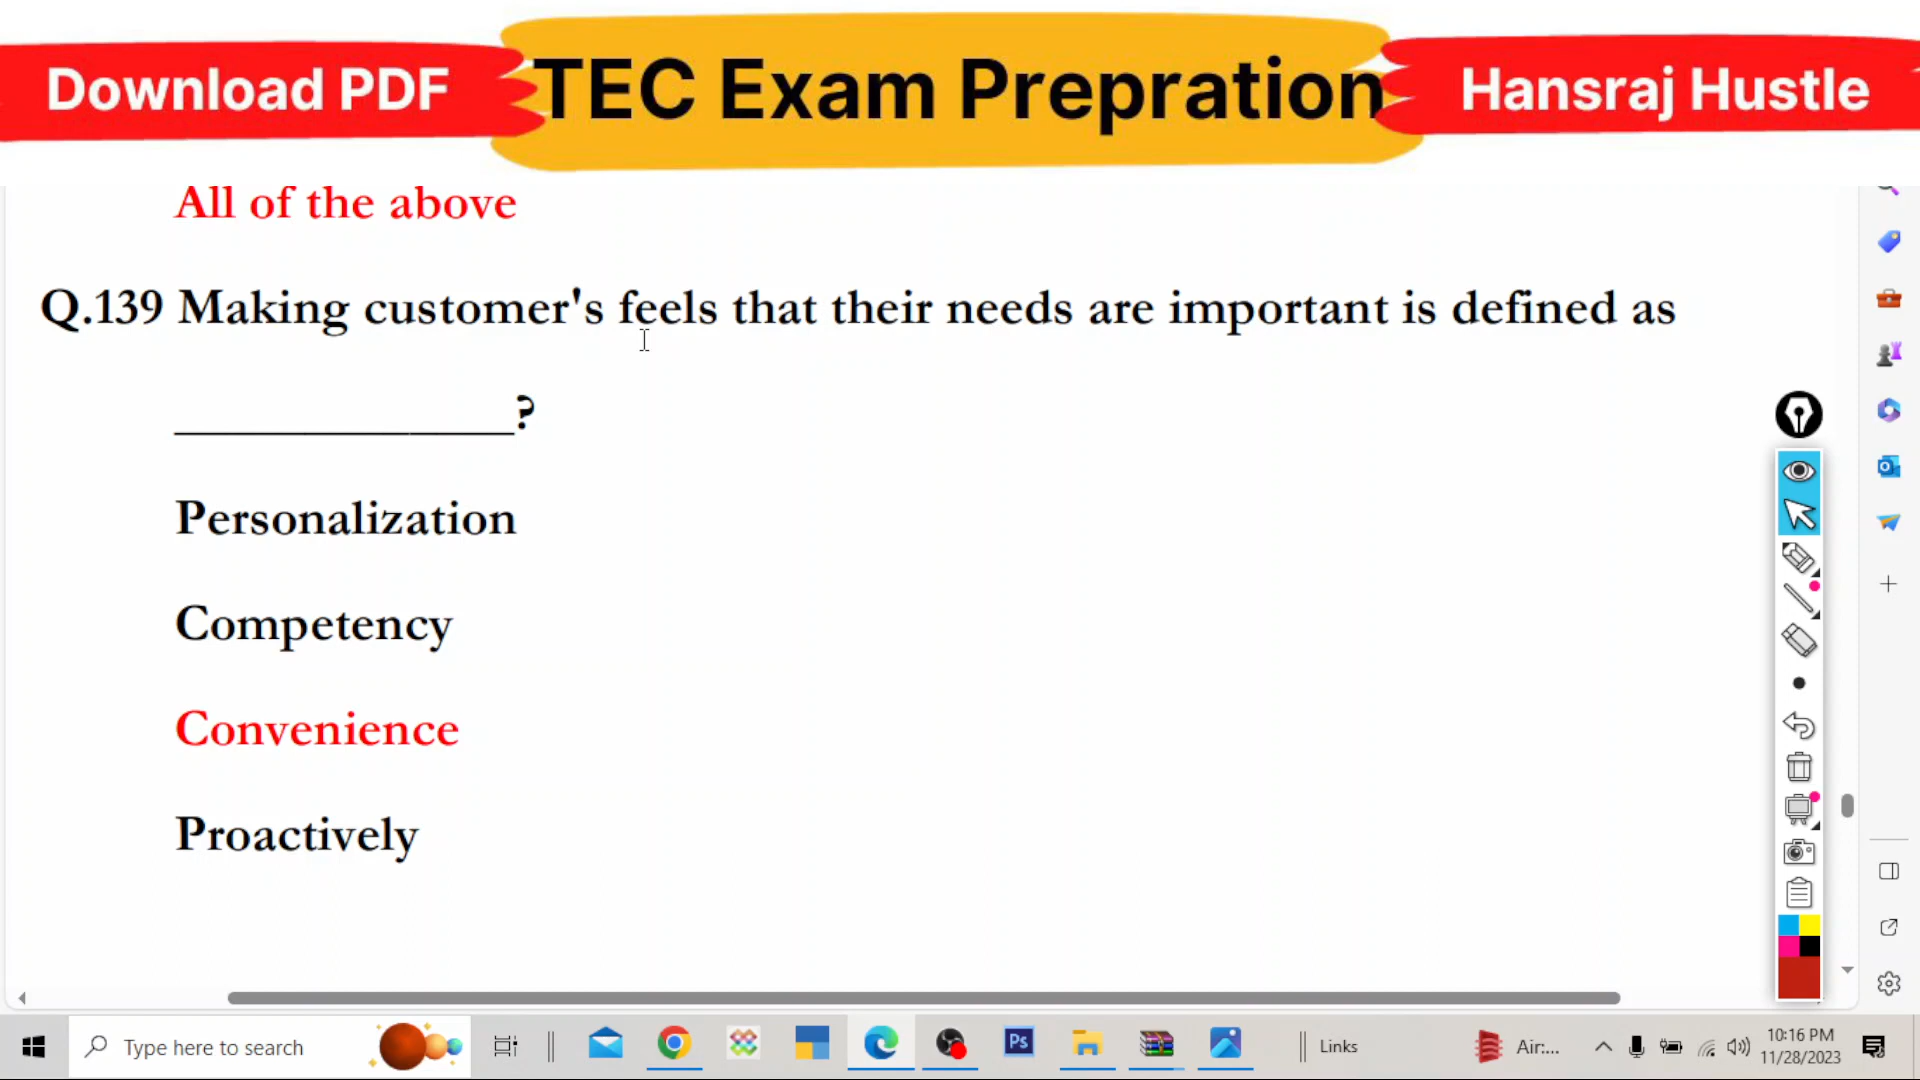 Download PDF
TEC Exam Prepration
Hansraj Hustle
All of the above
Q.139 Making customer's feels that their needs are important is defined as
_____________?
Personalization
Competency
Convenience
Proactively
Type here to search
Ps
Links
Air:...
10:16 PM
11/28/2023